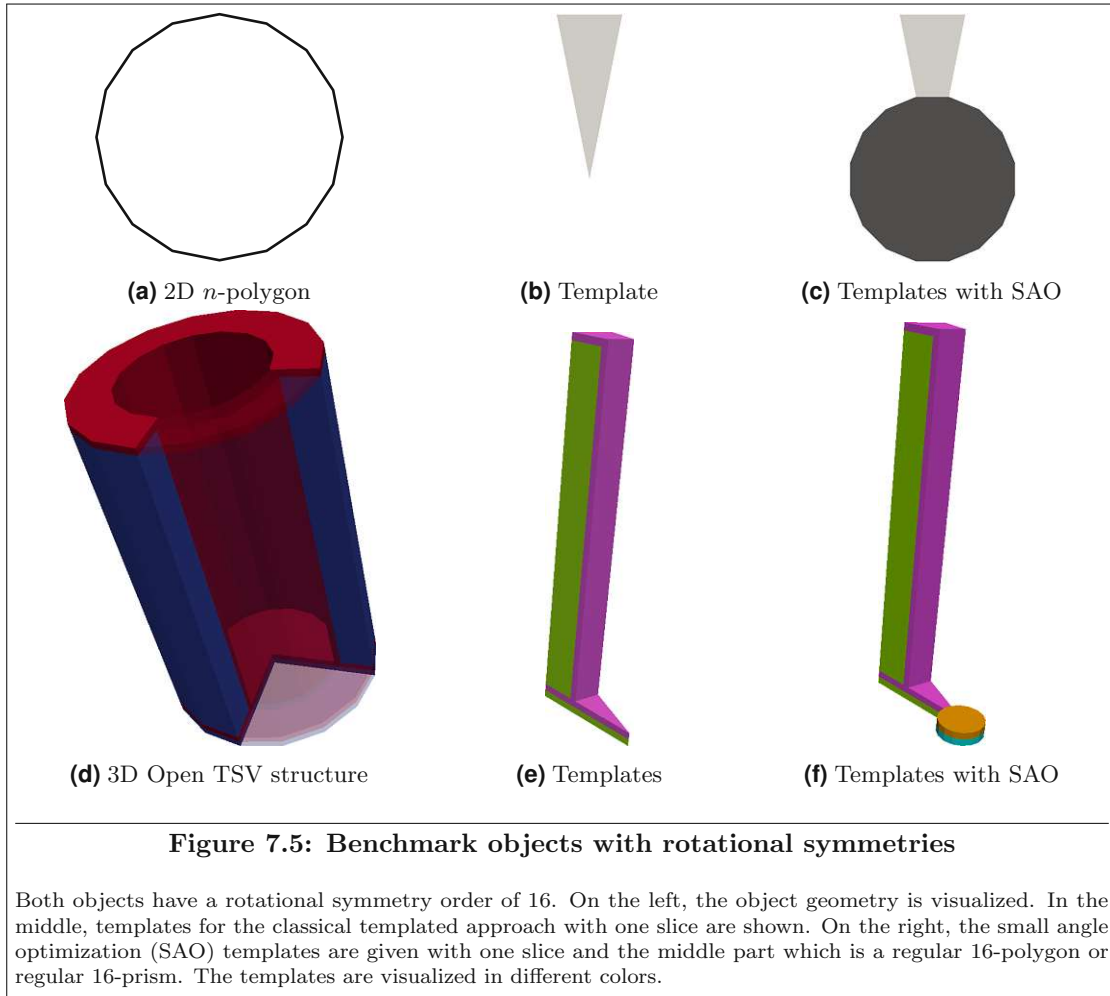 (a) 2D n-polygon
(b) Template
(c) Templates with SAO
(d) 3D Open TSV structure
(e) Templates
(f) Templates with SAO
Figure 7.5: Benchmark objects with rotational symmetries
Both objects have a rotational symmetry order of 16. On the left, the object geometry is visualized. In the
middle, templates for the classical templated approach with one slice are shown. On the right, the small angle
optimization (SAO) templates are given with one slice and the middle part which is a regular 16-polygon or
regular 16-prism. The templates are visualized in different colors.